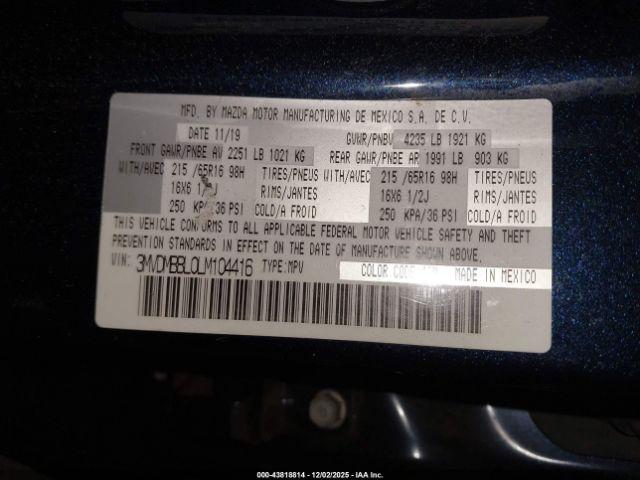 MFD. BY MAZDA MOTOR MANUFACTURING DE MEXICO S.A. DE C.V.
DATE 11/19 GVWR/PNBV 4235 LB 1921 KG
FRONT GAWR/PNBE AV 2251 LB 1021 KG REAR GAWR/PNBE AR 1991 LB 903 KG
WITH/AVEC 215 /65R16 98H TIRES/PNEUS WITH/AVEC 215 /65R16 98H TIRES/PNEUS
16X6 1/2J RIMS/JANTES 16X6 1/2J RIMS/JANTES
250 KPA/36 PSI COLD/A FROID 250 KPA/36 PSI COLD/A FROID
THIS VEHICLE CONFORMS TO ALL APPLICABLE FEDERAL MOTOR VEHICLE SAFETY AND THEFT
PREVENTION STANDARDS IN EFFECT ON THE DATE OF MANUFACTURE SHOWN ABOVE.
VIN: 3MVDMBBL0LM104416 TYPE:MPV COLOR CODE MADE IN MEXICO
000-43818814 - 12/02/2025 - IAA Inc.